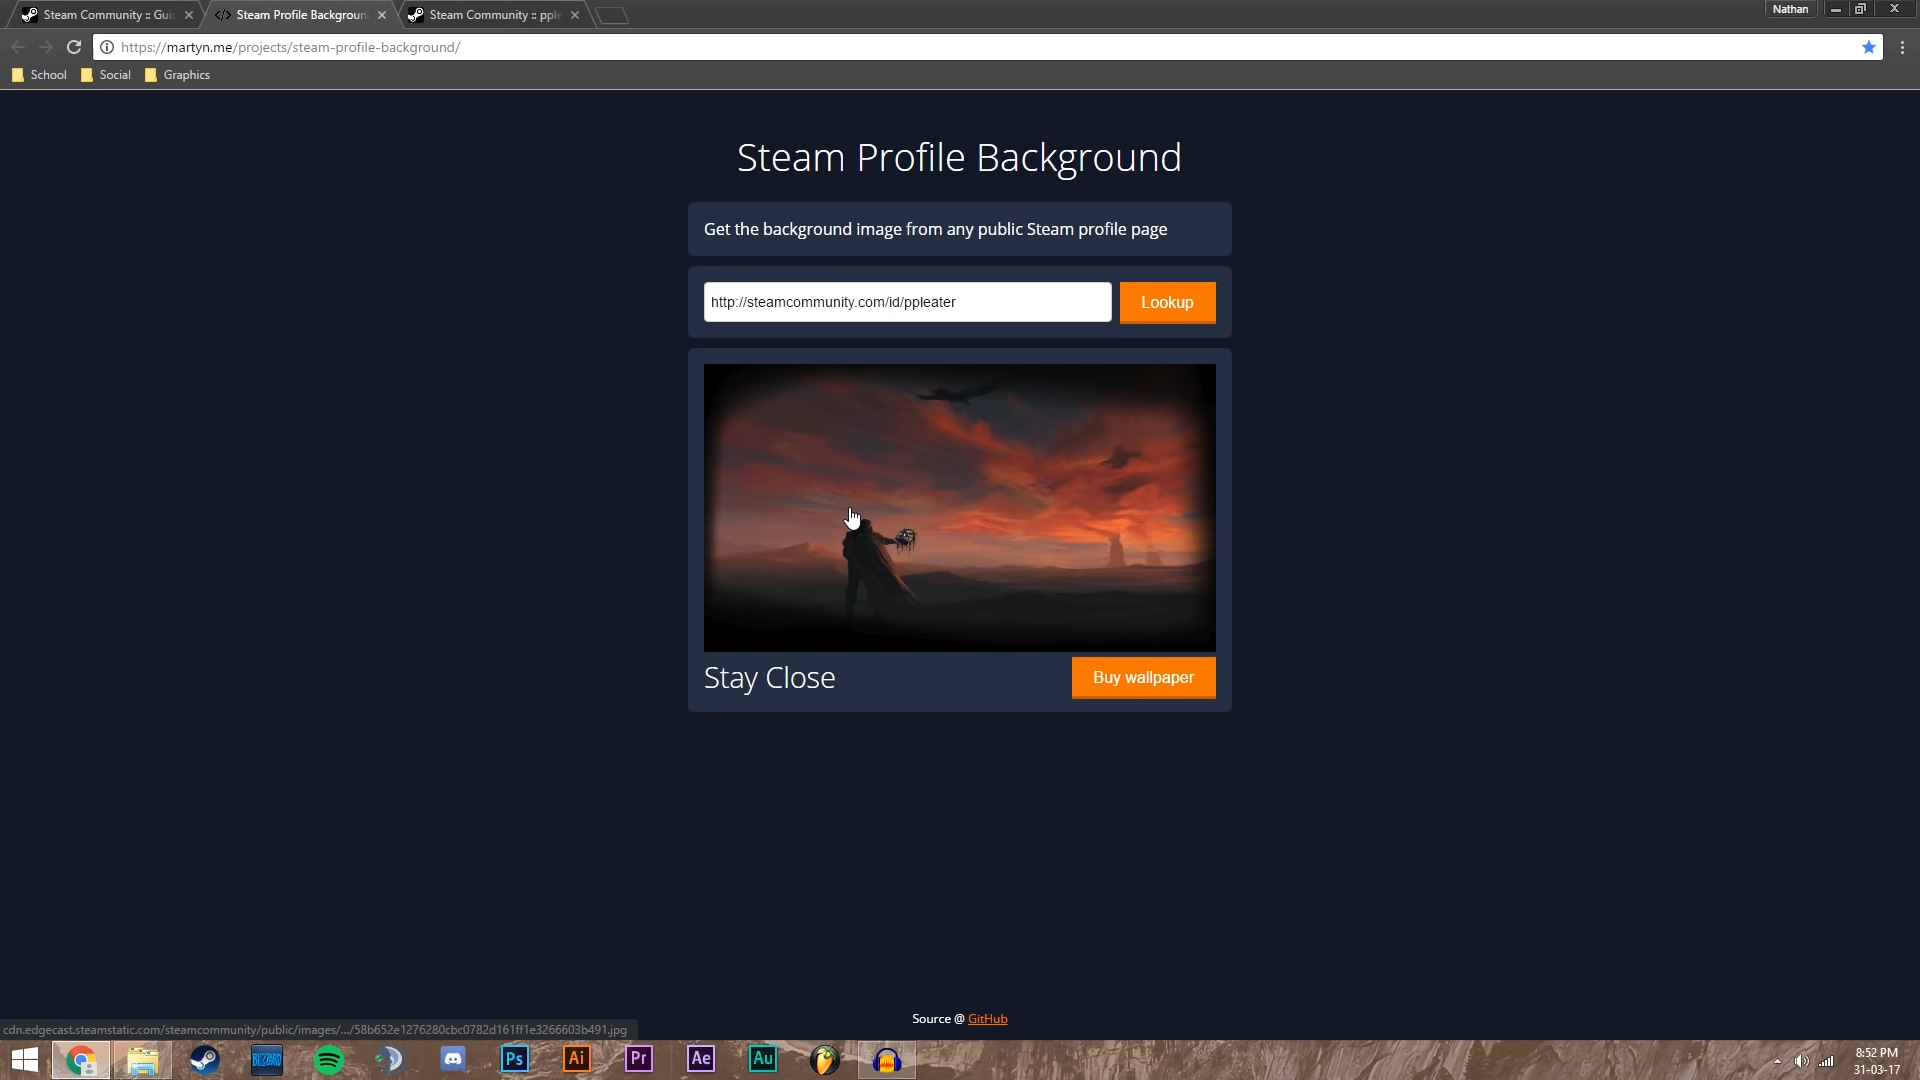 Steam Community :: Gui
Steam Profile Backgroun
Steam Community :: pple
Nathan
https://martyn.me/projects/steam-profile-background/
School
Social
Graphics
Steam Profile Background
Get the background image from any public Steam profile page
http://steamcommunity.com/id/ppleater
Lookup
Stay Close
Buy wallpaper
Source @ GitHub
cdn.edgecast.steamstatic.com/steamcommunity/public/images/.../58b652e1276280cbc0782d161ff1e3266603b491.jpg
BLIZZARD
Ps
Ai
Pr
Ae
Au
8:52 PM
31-03-17